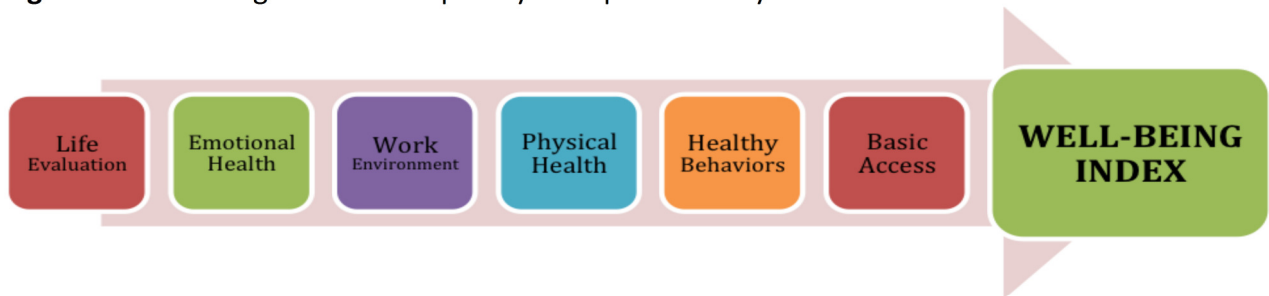 Life
Evaluation
Emotional
Health
Work
Environment
Physical
Health
Healthy
Behaviors
Basic
Access
WELL-BEING
INDEX